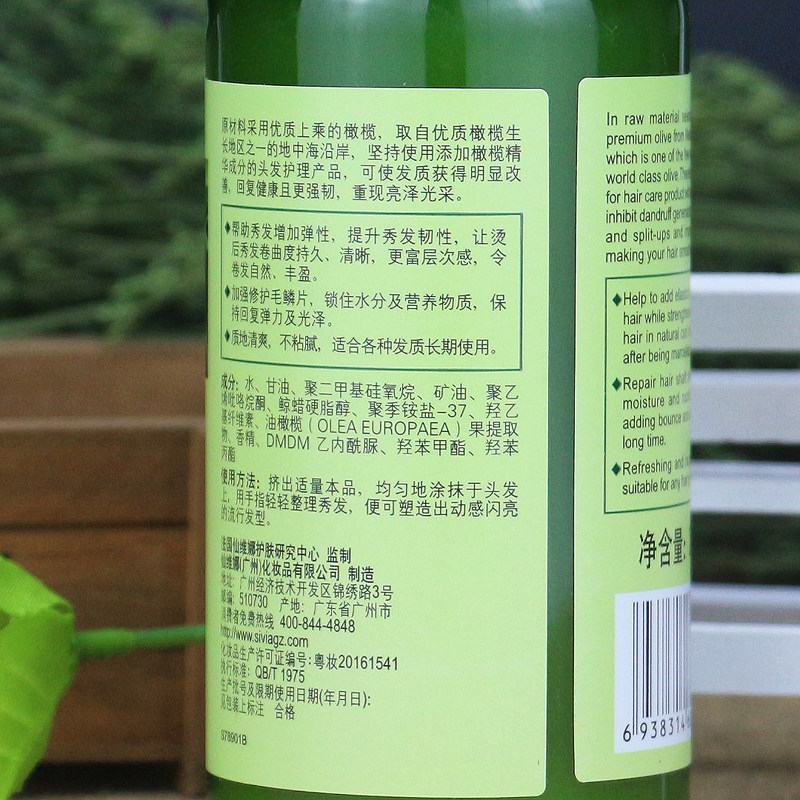 原材料采用优质上乘的橄榄，取自优质橄榄生
长地区之一的地中海沿岸，坚持使用添加橄榄精
华成分的头发护理产品，可使发质获得明显改
善，回复健康且更强韧，重现亮泽光采。
◆帮助秀发增加弹性，提升秀发韧性，让烫
后秀发卷曲度持久、清晰，更富层次感，令
卷发自然、丰盈。
◆加强修护毛鳞片，锁住水分及营养物质，保
持回复弹力及光泽。
◆质地清爽，不粘腻，适合各种发质长期使用。
成分：水、甘油、聚二甲基硅氧烷、矿油、聚乙
烯吡咯烷酮、鲸蜡硬脂醇、聚季铵盐-37、羟乙
基纤维素、油橄榄（OLEA EUROPAEA）果提取
物、香精、DMDM 乙内酰脲、羟苯甲酯、羟苯
丙酯
使用方法：挤出适量本品，均匀地涂抹于头发
上，用手指轻轻整理秀发，便可塑造出动感闪亮
的流行发型。
法国仙维娜护肤研究中心 监制
仙维娜(广州)化妆品有限公司 制造
地址：广州经济技术开发区锦绣路3号
邮编：510730 产地：广东省广州市
消费者免费热线 400-844-4848
http://www.siviagz.com
化妆品生产许可证编号:粤妆20161541
执行标准：QB/T 1975
生产批号及限期使用日期(年月日):
见包装上标注 合格
S78901B
In raw material
premium olive from
which is one of the
world class olive.
for hair care product
inhibit dandruff
and split-ups and
making your hair
◆Help to add
hair while
hair in natural
after being
◆Repair hair
moisture and
adding bounce
long time.
◆Refreshing and
suitable for any
净含量:
6 938314